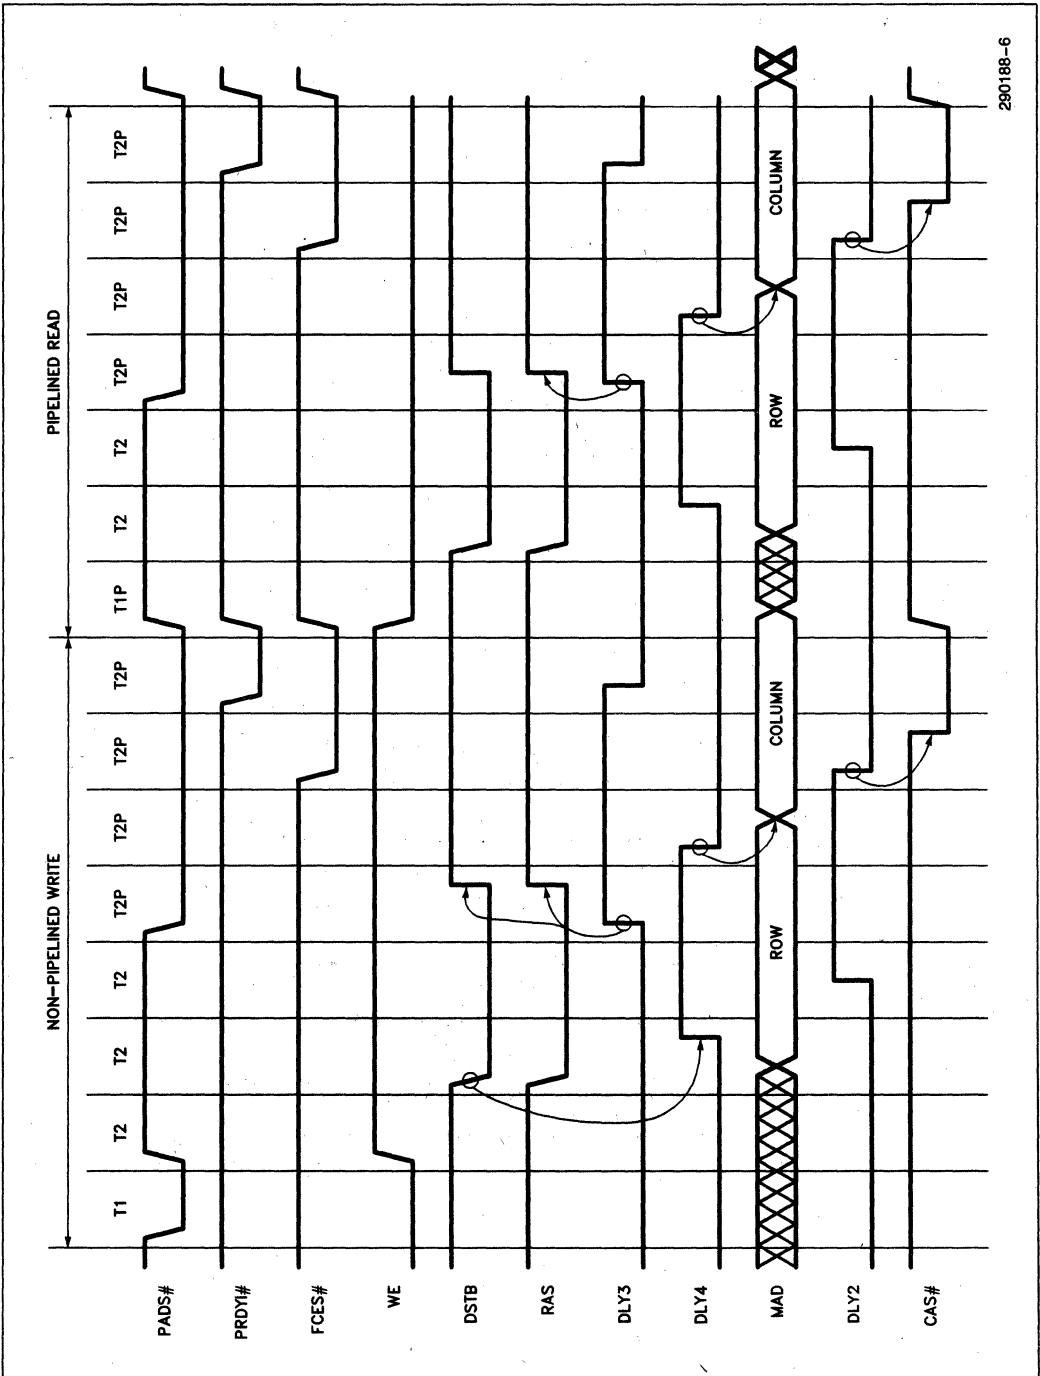 NON-PIPELINED WRITE PIPELINED READ
T1 T2 T2 T2 T2P T2P T2P T2P T1P T2 T2 T2P T2P T2P T2P
PADS#
PRDYI#
FCES#
WE
DSTB
RAS
DLY3
DLY4
MAD ROW COLUMN ROW COLUMN
DLY2
CAS#
290188-6